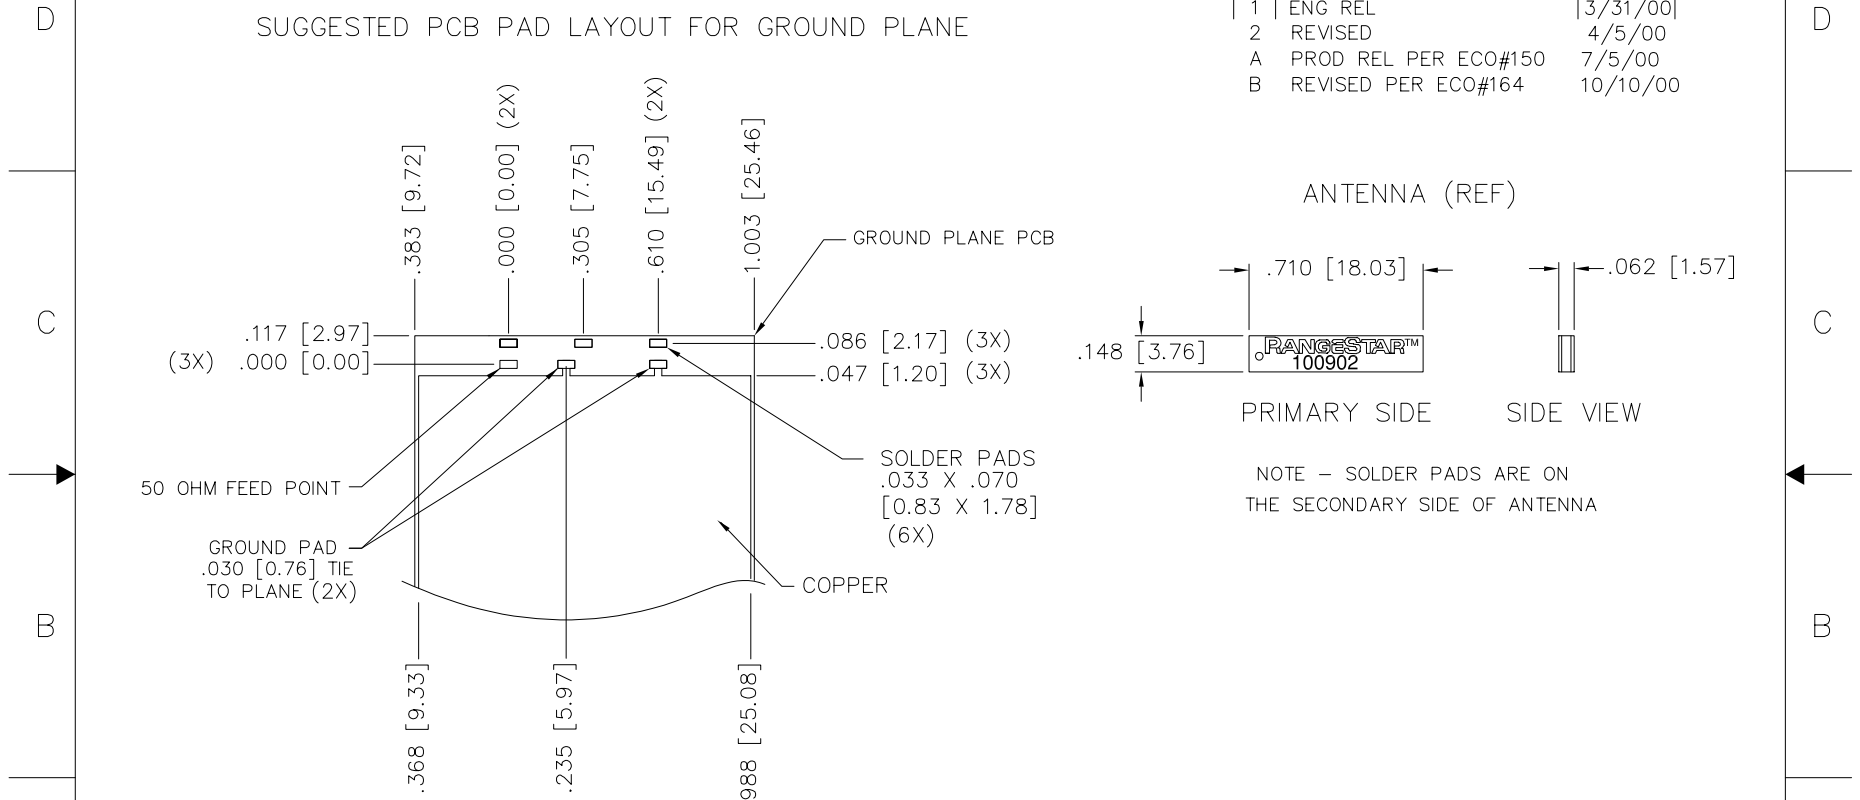 D
SUGGESTED PCB PAD LAYOUT FOR GROUND PLANE
1 ENG REL 3/31/00
2 REVISED 4/5/00
A PROD REL PER ECO#150 7/5/00
B REVISED PER ECO#164 10/10/00
D
.383 [9.72]
.000 [0.00] (2X)
.305 [7.75]
.610 [15.49] (2X)
1.003 [25.46]
GROUND PLANE PCB
ANTENNA (REF)
.710 [18.03]
.062 [1.57]
C
C
.117 [2.97]
(3X) .000 [0.00]
.086 [2.17] (3X)
.047 [1.20] (3X)
.148 [3.76]
RANGESTAR™
100902
PRIMARY SIDE
SIDE VIEW
50 OHM FEED POINT
SOLDER PADS
.033 X .070
[0.83 X 1.78]
(6X)
NOTE – SOLDER PADS ARE ON
THE SECONDARY SIDE OF ANTENNA
GROUND PAD
.030 [0.76] TIE
TO PLANE (2X)
COPPER
B
B
.368 [9.33]
.235 [5.97]
988 [25.08]